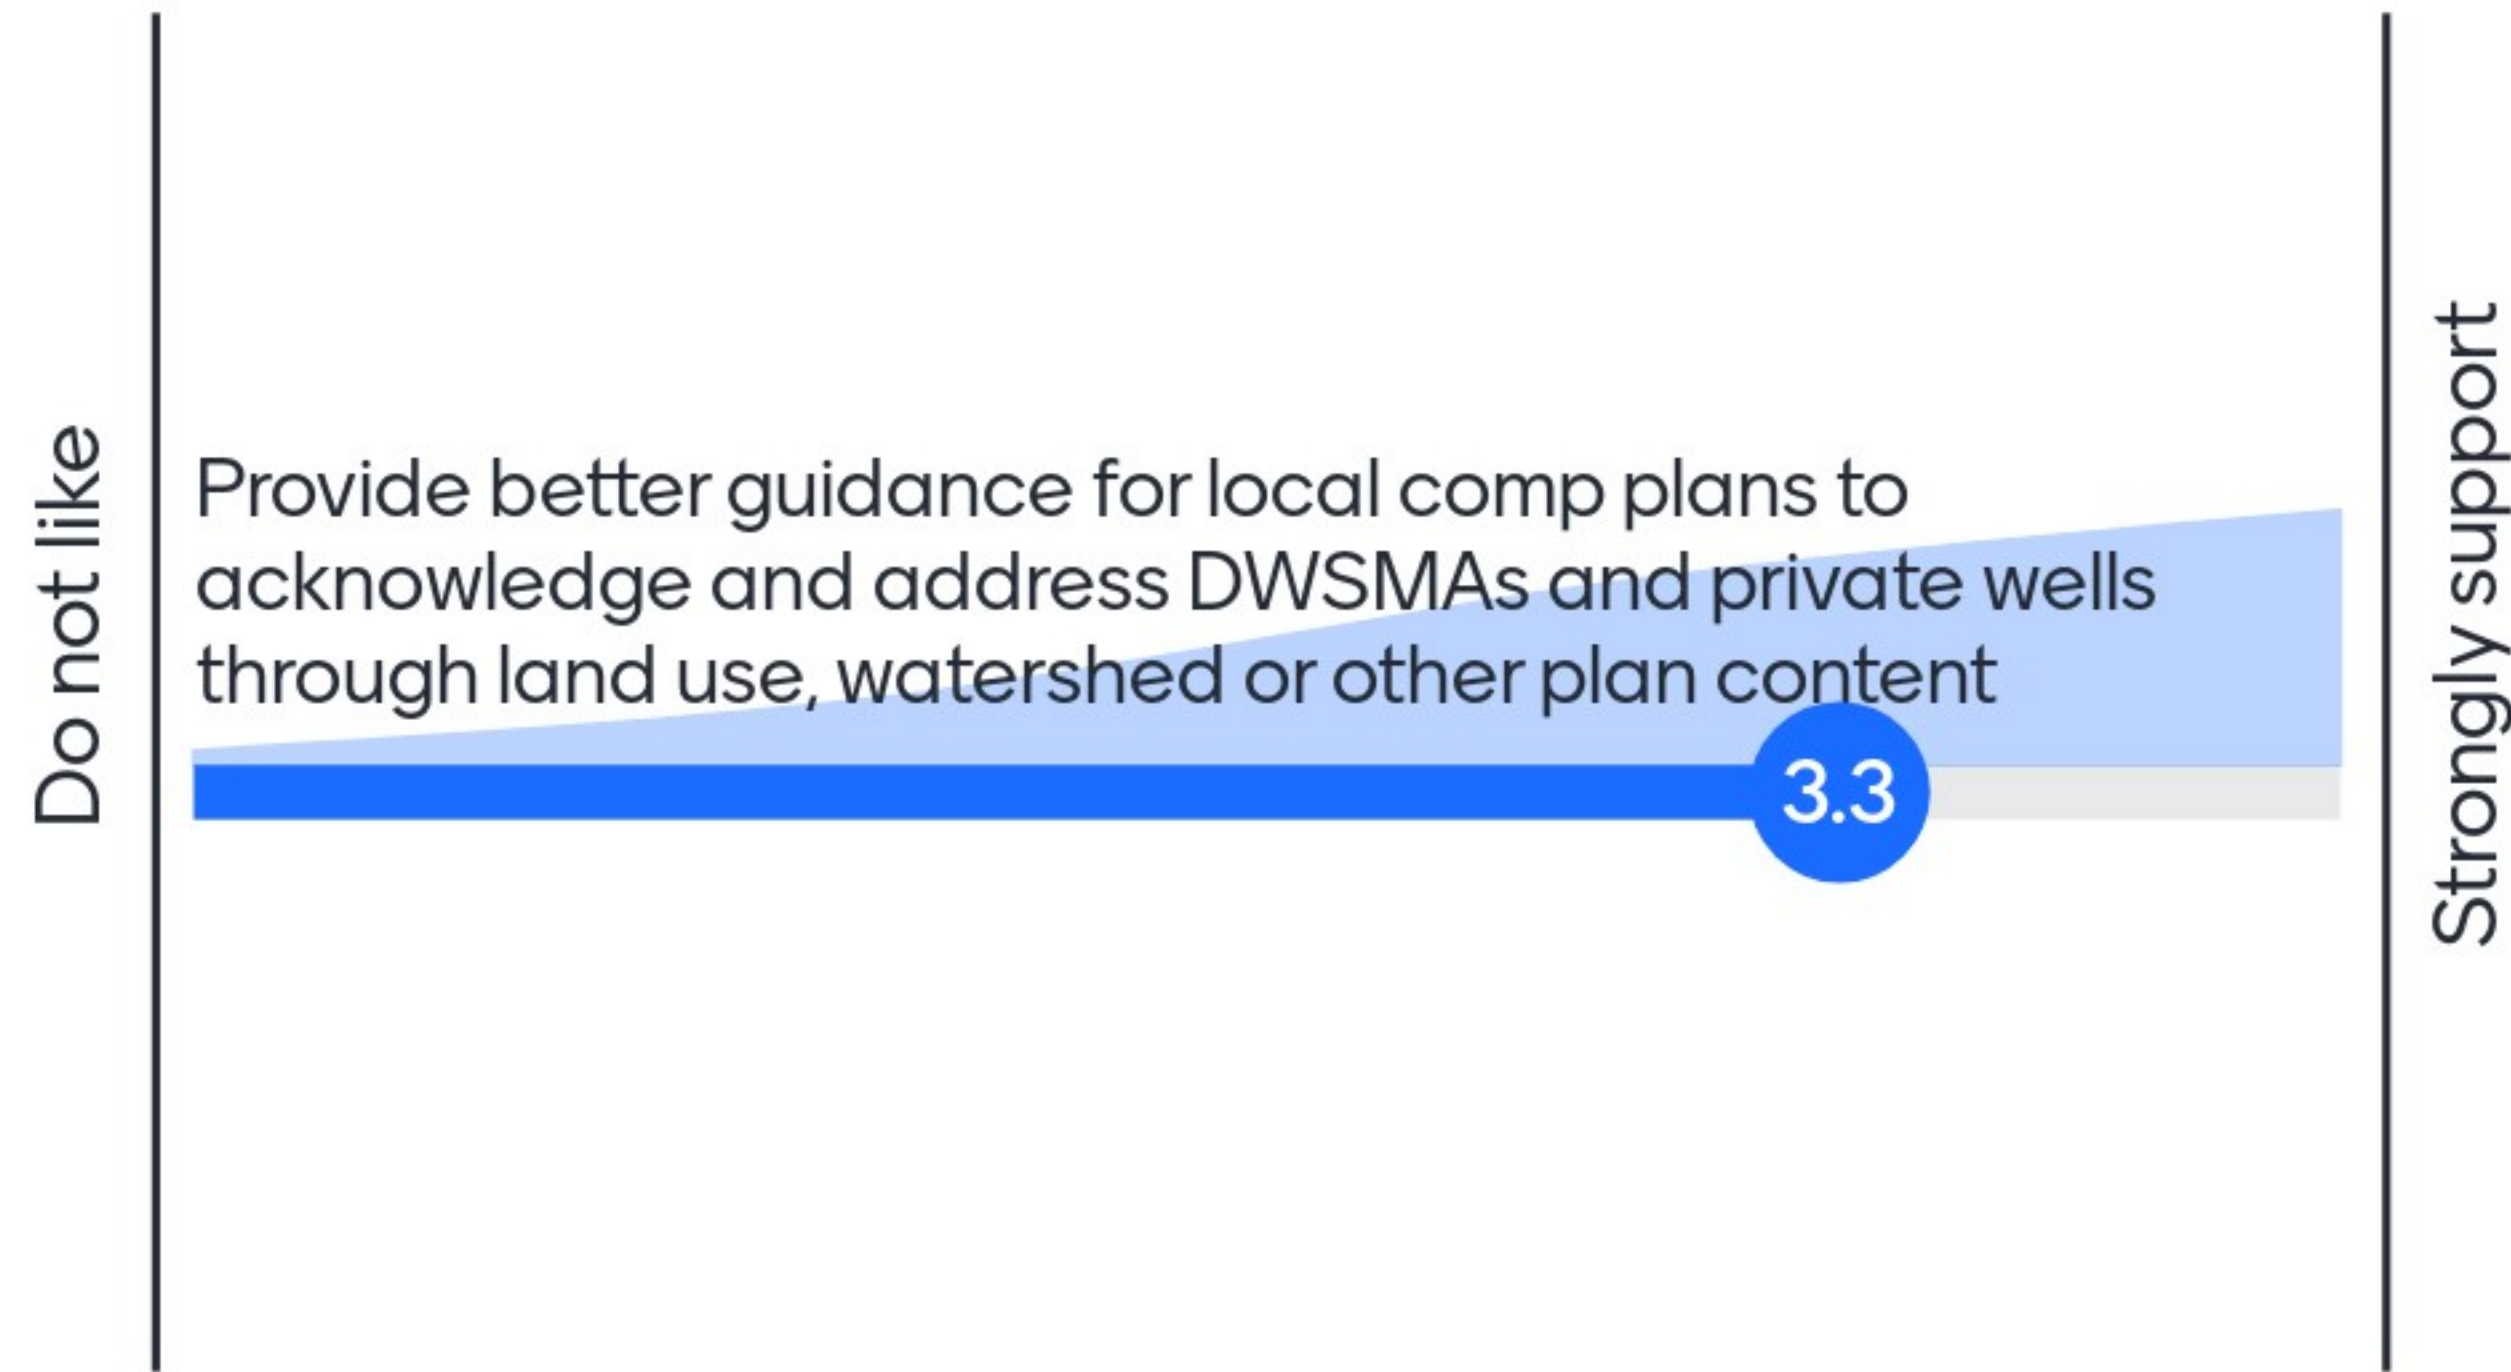 Do not like
Provide better guidance for local comp plans to
acknowledge and address DWSMAs and private wells
through land use, watershed or other plan content
3.3
Strongly support